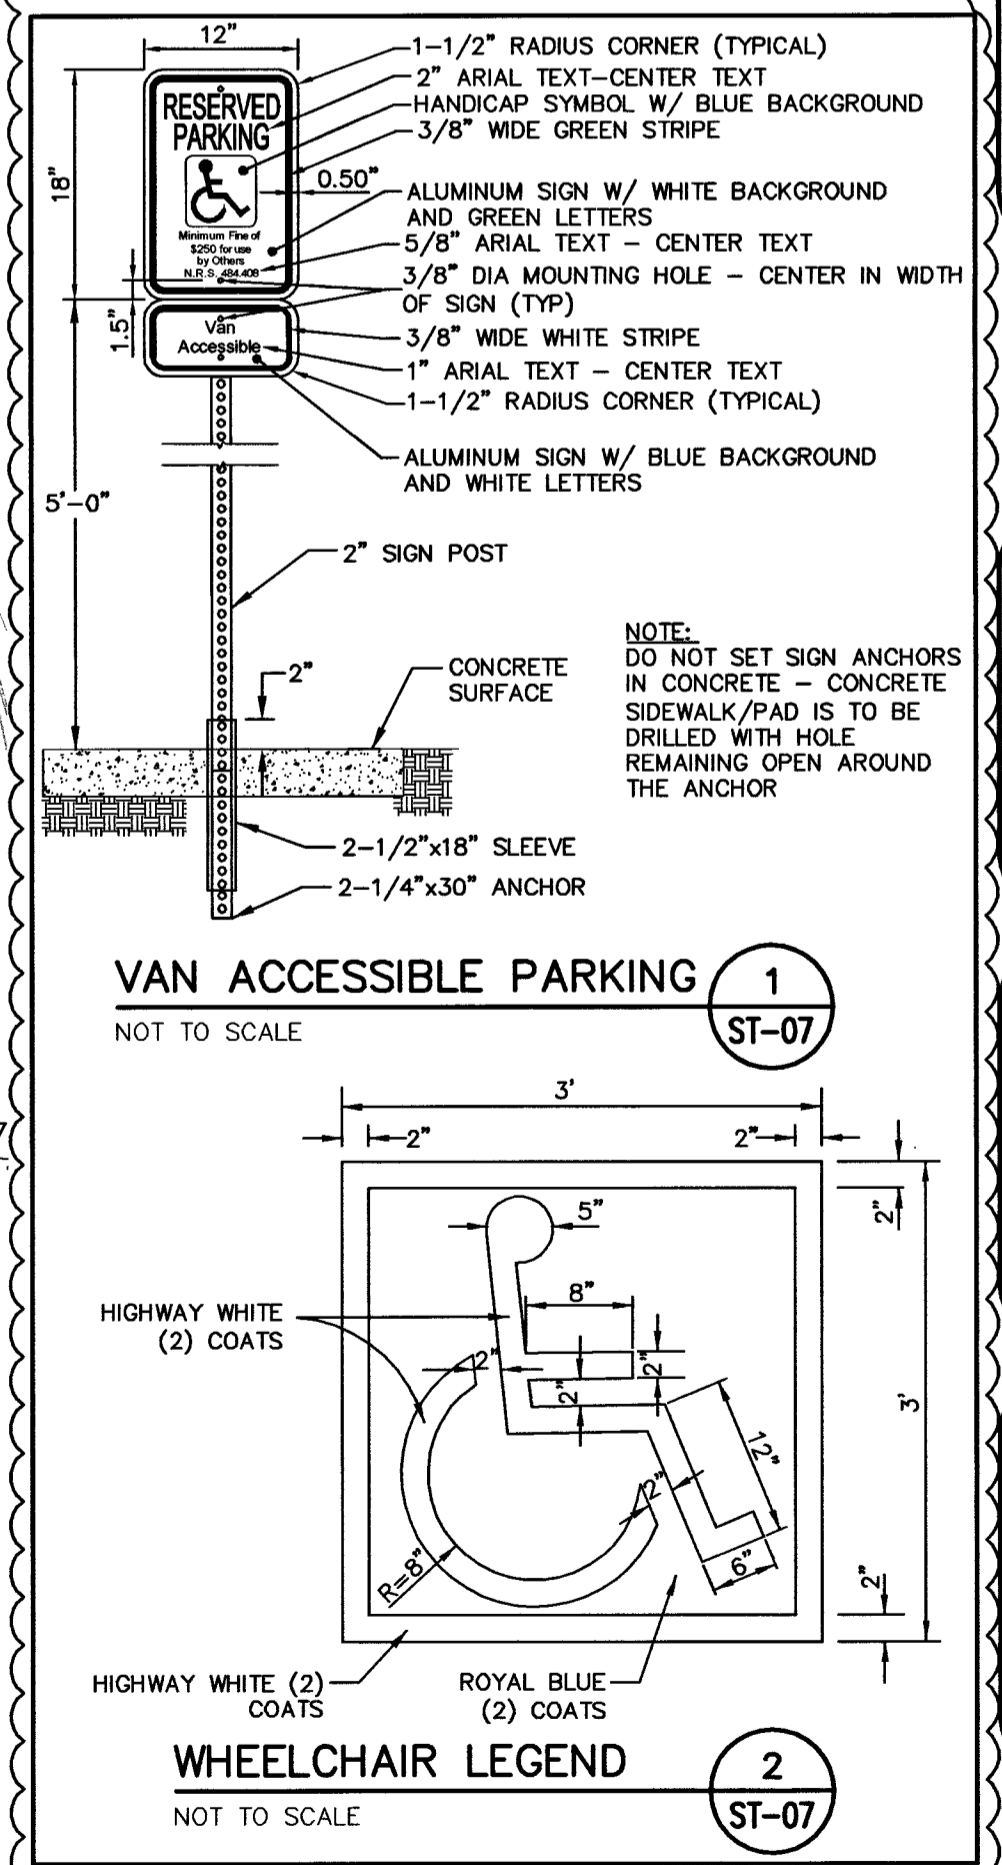 12"
1-1/2" RADIUS CORNER (TYPICAL)
2" ARIAL TEXT-CENTER TEXT
HANDICAP SYMBOL W/ BLUE BACKGROUND
3/8" WIDE GREEN STRIPE
RESERVED
PARKING
18"
0.50"
ALUMINUM SIGN W/ WHITE BACKGROUND
AND GREEN LETTERS
Minimum Fine of
$250 for use
by Others
N.R.S. 484.408
5/8" ARIAL TEXT - CENTER TEXT
3/8" DIA MOUNTING HOLE - CENTER IN WIDTH
OF SIGN (TYP)
1.5"
Van
Accessible
3/8" WIDE WHITE STRIPE
1" ARIAL TEXT - CENTER TEXT
1-1/2" RADIUS CORNER (TYPICAL)
ALUMINUM SIGN W/ BLUE BACKGROUND
AND WHITE LETTERS
5'-0"
2" SIGN POST
2"
CONCRETE
SURFACE
NOTE:
DO NOT SET SIGN ANCHORS
IN CONCRETE - CONCRETE
SIDEWALK/PAD IS TO BE
DRILLED WITH HOLE
REMAINING OPEN AROUND
THE ANCHOR
2-1/2"x18" SLEEVE
2-1/4"x30" ANCHOR
VAN ACCESSIBLE PARKING
NOT TO SCALE
1
ST-07
3'
2"
2"
2"
5"
8"
HIGHWAY WHITE
(2) COATS
2"
2"
2"
3'
12"
2"
R=8"
6"
2"
HIGHWAY WHITE (2)
COATS
ROYAL BLUE
(2) COATS
WHEELCHAIR LEGEND
NOT TO SCALE
2
ST-07